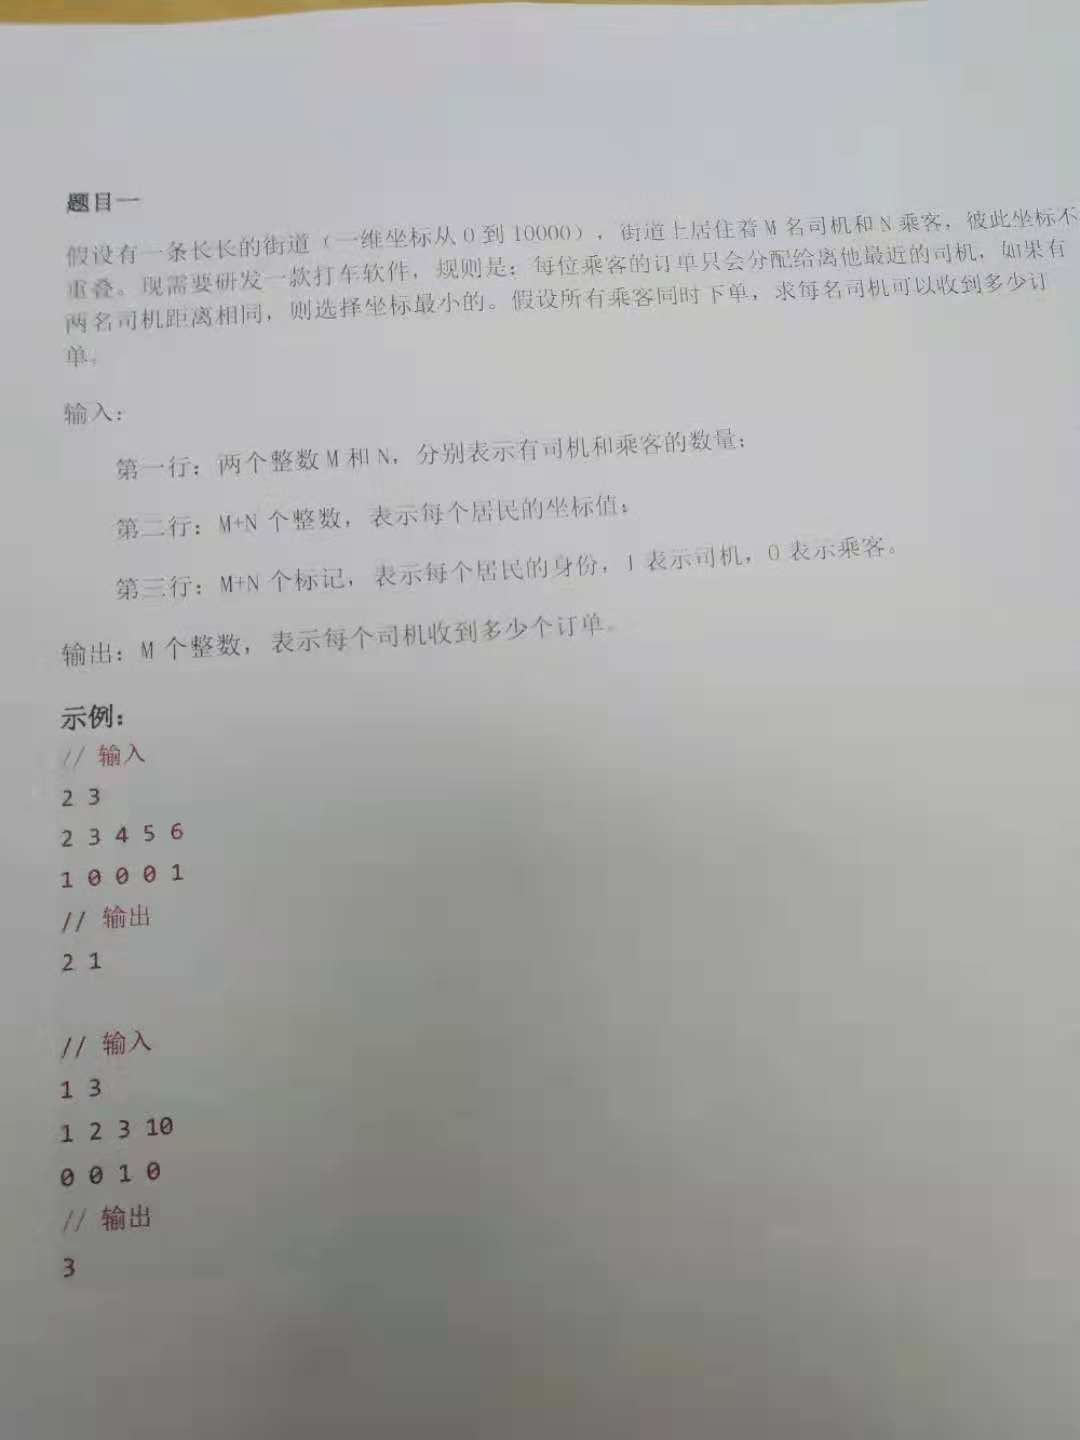 题目一
假设有一条长长的街道（一维坐标从 0 到 10000），街道上居住着 M 名司机和 N 乘客，彼此坐标不
重叠。现需要研发一款打车软件，规则是：每位乘客的订单只会分配给离他最近的司机，如果有
两名司机距离相同，则选择坐标最小的。假设所有乘客同时下单，求每名司机可以收到多少订
单。
输入：
第一行：两个整数 M 和 N，分别表示有司机和乘客的数量；
第二行：M+N 个整数，表示每个居民的坐标值；
第三行：M+N 个标记，表示每个居民的身份，1 表示司机，0 表示乘客。
输出：M 个整数，表示每个司机收到多少个订单。
示例：
// 输入
2 3
2 3 4 5 6
1 0 0 0 1
// 输出
2 1
// 输入
1 3
1 2 3 10
0 0 1 0
// 输出
3